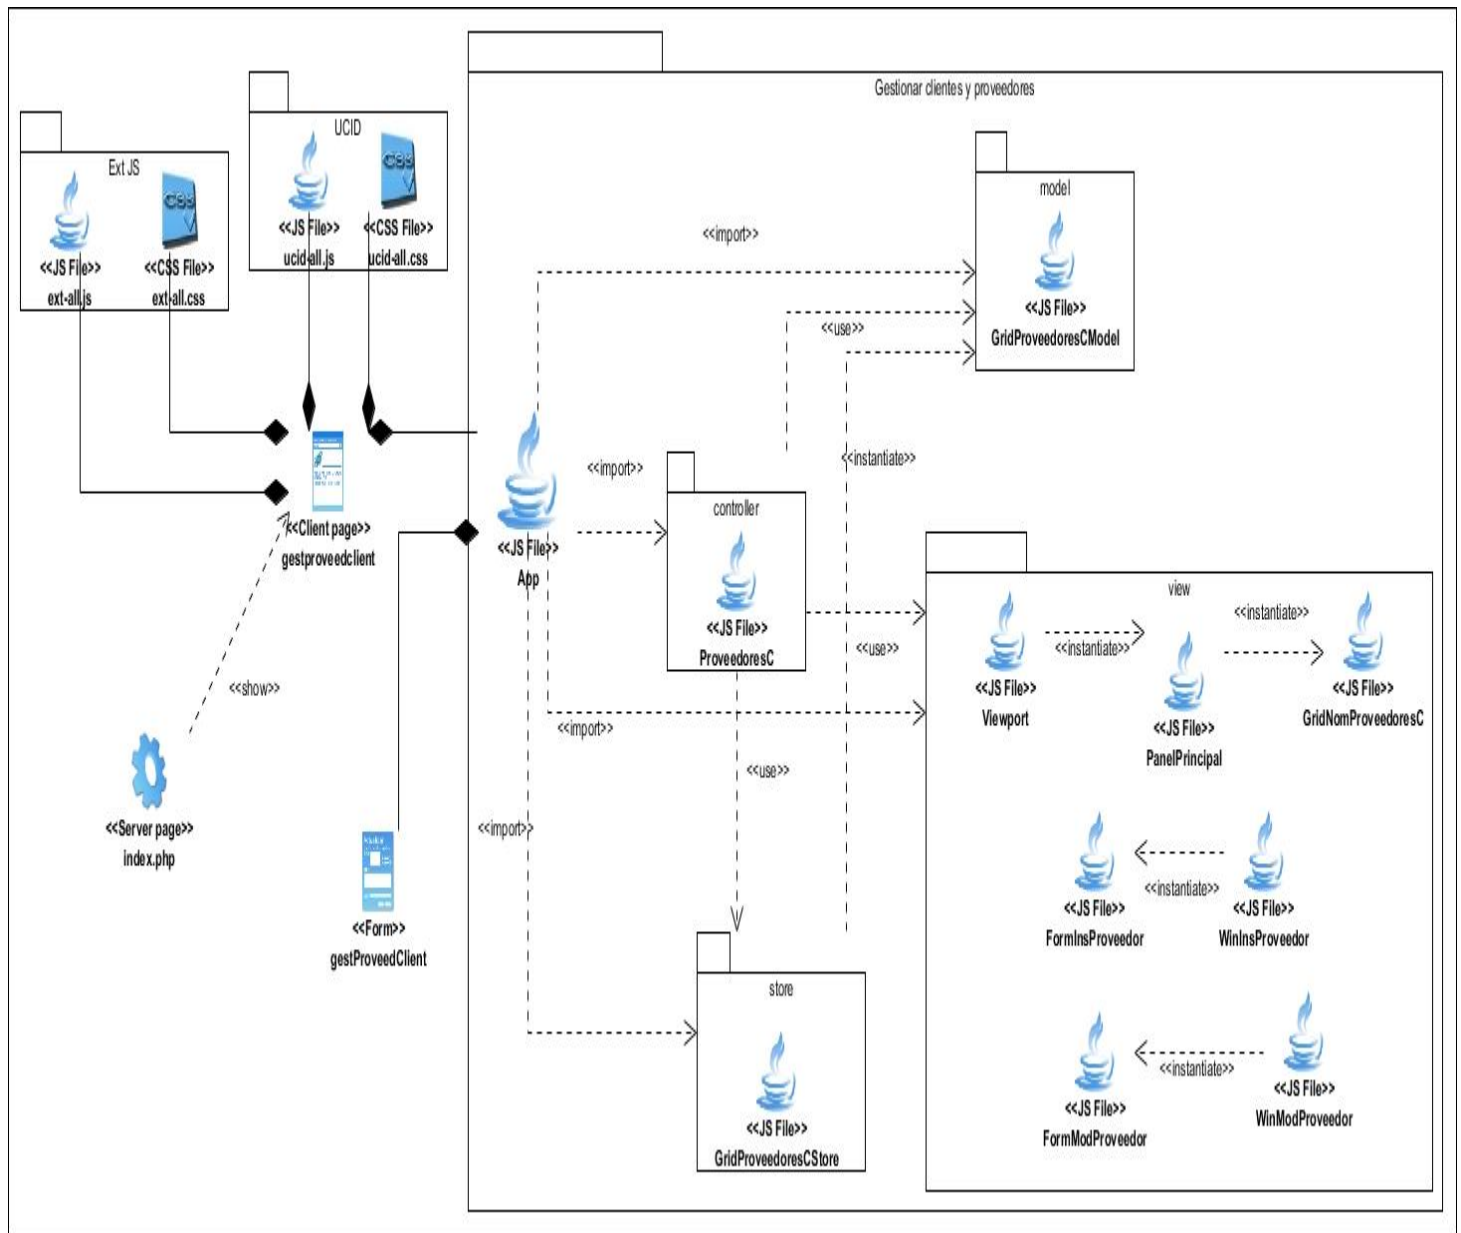 Gestionar clientes y proveedores
UCID
<<JS File>>
ucid-all.js
<<CSS File>>
ucid-all.css
Ext JS
<<JS File>>
ext-all.js
<<CSS File>>
ext-all.css
model
<<JS File>>
GridProveedoresCModel
<<import>>
<<use>>
<<instantiate>>
<<import>>
<<Client page>>
gestproveedclient
<<JS File>>
App
controller
<<JS File>>
ProveedoresC
<<use>>
<<import>>
<<use>>
<<import>>
<<show>>
<<Server page>>
index.php
<<Form>>
gestProveedClient
view
<<JS File>>
Viewport
<<instantiate>>
<<JS File>>
PanelPrincipal
<<instantiate>>
<<JS File>>
GridNomProveedoresC
<<JS File>>
FormInsProveedor
<<instantiate>>
<<JS File>>
WinInsProveedor
<<JS File>>
FormModProveedor
<<instantiate>>
<<JS File>>
WinModProveedor
store
<<JS File>>
GridProveedoresCStore
CSS
CSS